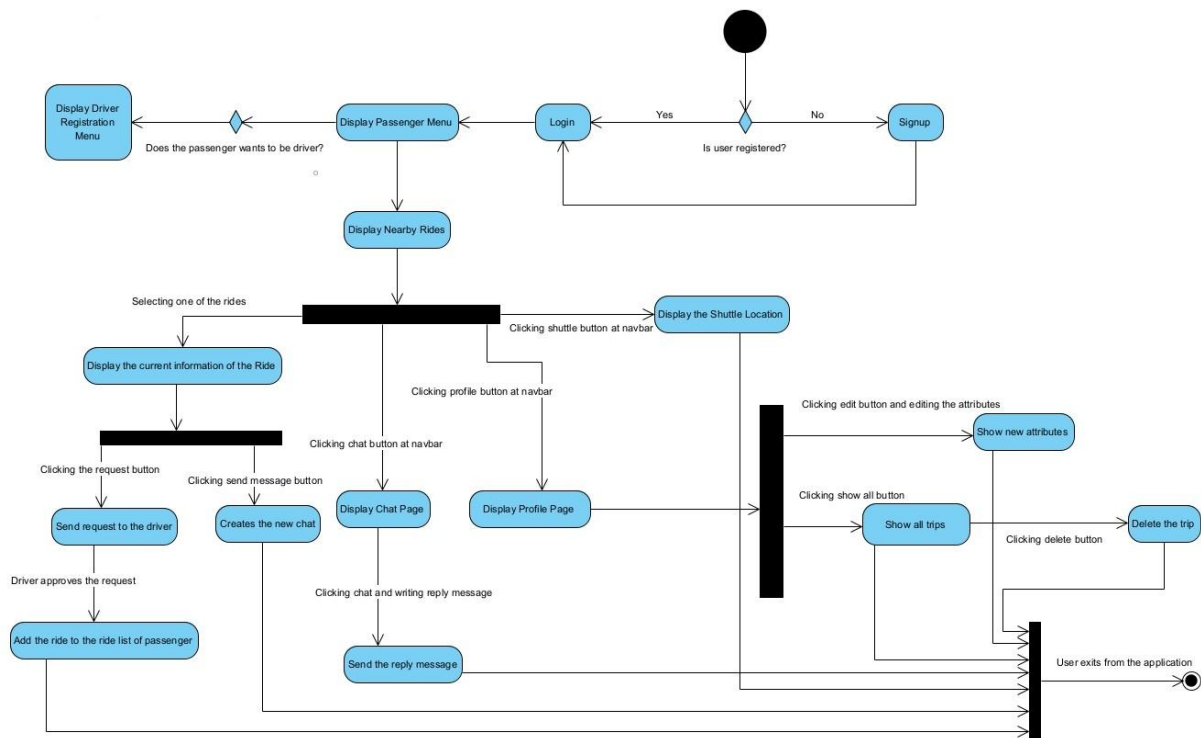 Display Driver
Registration
Menu
Display Passenger Menu
Login
Yes
No
Signup
Does the passenger wants to be driver?
Is user registered?
Display Nearby Rides
Selecting one of the rides
Display the Shuttle Location
Clicking shuttle button at navbar
Display the current information of the Ride
Clicking profile button at navbar
Clicking edit button and editing the attributes
Show new attributes
Clicking chat button at navbar
Clicking the request button
Clicking send message button
Clicking show all button
Send request to the driver
Creates the new chat
Display Chat Page
Display Profile Page
Show all trips
Delete the trip
Clicking delete button
Driver approves the request
Clicking chat and writing reply message
Add the ride to the ride list of passenger
Send the reply message
User exits from the application